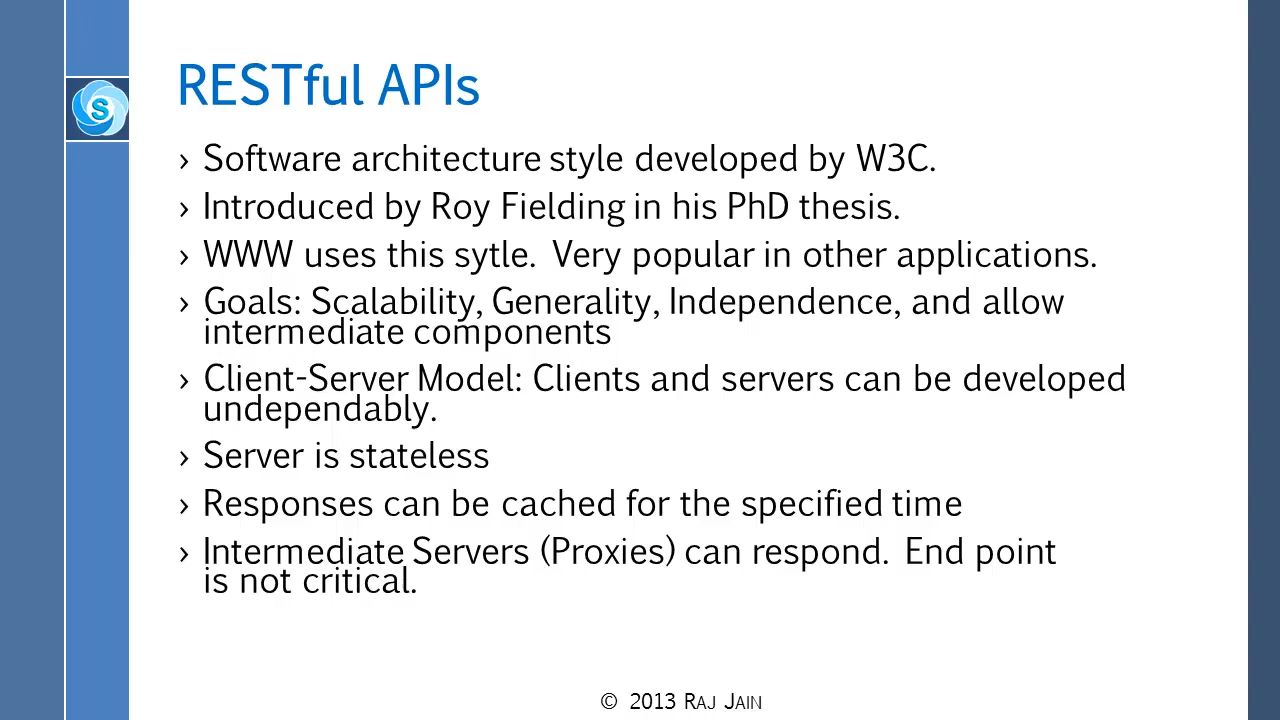 RESTful APIs
S
› Software architecture style developed by W3C.
› Introduced by Roy Fielding in his PhD thesis.
› WWW uses this sytle. Very popular in other applications.
› Goals: Scalability, Generality, Independence, and allow
intermediate components
› Client-Server Model: Clients and servers can be developed
undependably.
› Server is stateless
› Responses can be cached for the specified time
› Intermediate Servers (Proxies) can respond. End point
is not critical.
© 2013 RAJ JAIN